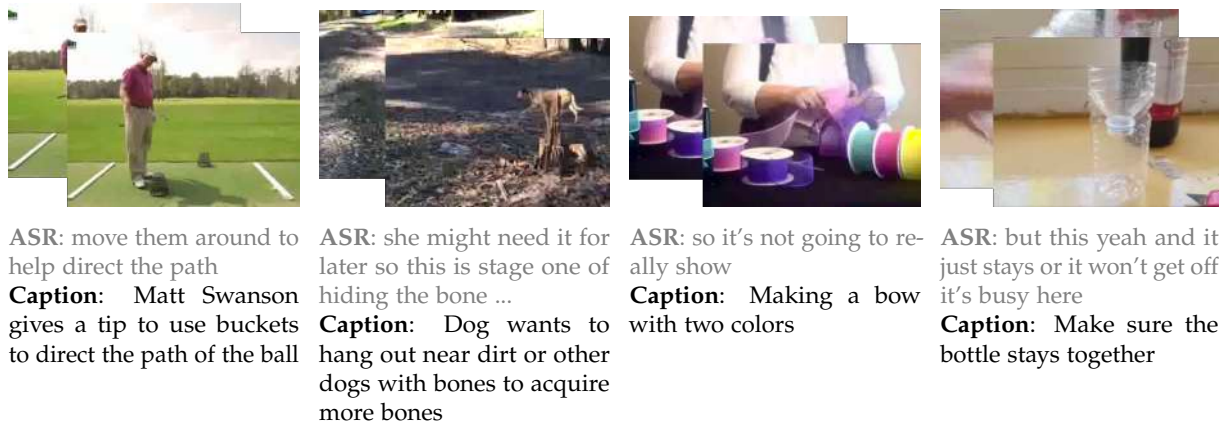 ASR: move them around to
help direct the path
Caption: Matt Swanson
gives a tip to use buckets
to direct the path of the ball
ASR: she might need it for
later so this is stage one of
hiding the bone ...
Caption: Dog wants to
hang out near dirt or other
dogs with bones to acquire
more bones
ASR: so it's not going to re-
ally show
Caption: Making a bow
with two colors
ASR: but this yeah and it
just stays or it won't get off
it's busy here
Caption: Make sure the
bottle stays together